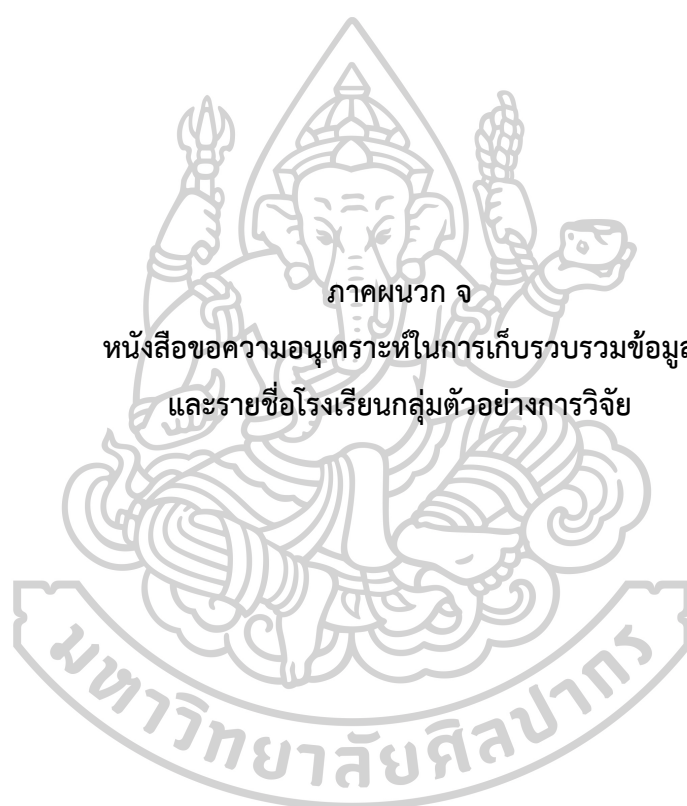 ภาคผนวก จ
หนังสือขอความอนุเคราะห์ในการเก็บรวบรวมข้อมูล
และรายชื่อโรงเรียนกลุ่มตัวอย่างการวิจัย
มหาวิทยาลัยศิลปากร